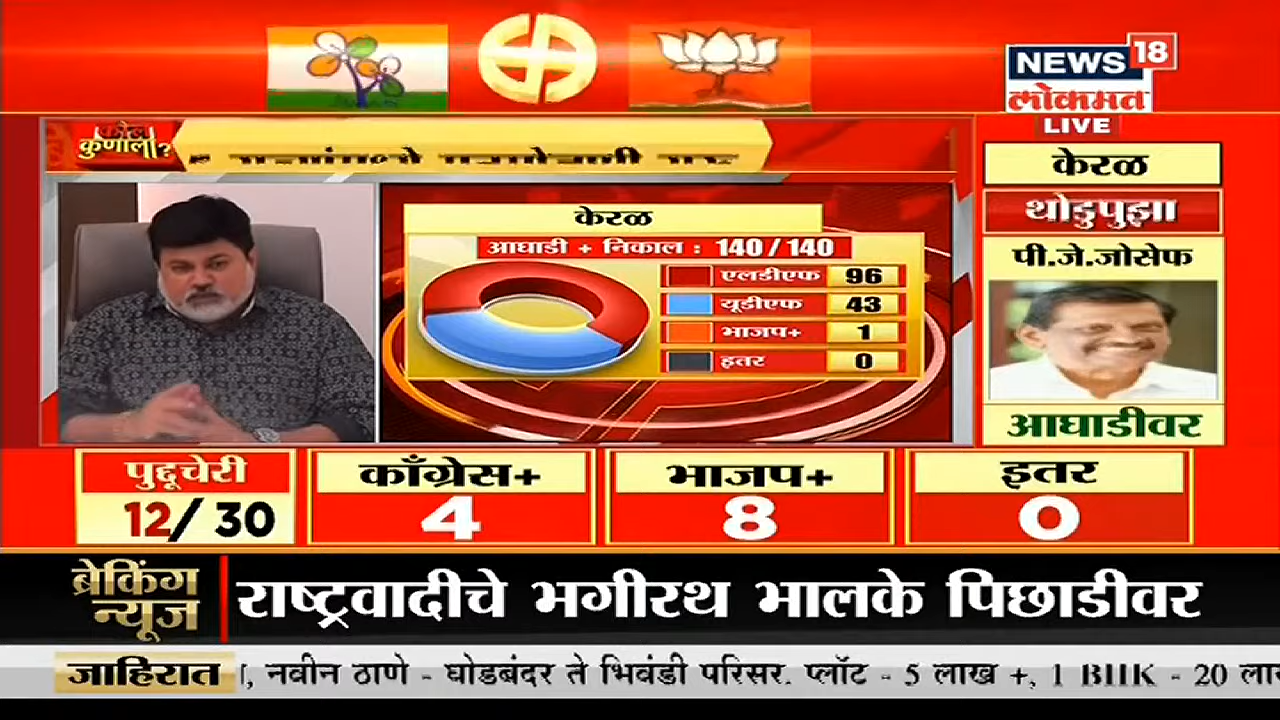 NEWS 18
लोकमत
LIVE
कौल
कुणाला?
केरळ
आघाडी + निकाल : 140 / 140
एलडीएफ 96
यूडीएफ 43
भाजप+ 1
इतर 0
केरळ
थोडुपुझा
पी.जे.जोसेफ
आघाडीवर
पुद्दूचेरी
12/ 30
काँग्रेस+
4
भाजप+
8
इतर
0
ब्रेकिंग
न्यूज
राष्ट्रवादीचे भगीरथ भालके पिछाडीवर
जाहिरात
, नवीन ठाणे - घोडबंदर ते भिवंडी परिसर. प्लॉट - 5 लाख +, 1 BHK - 20